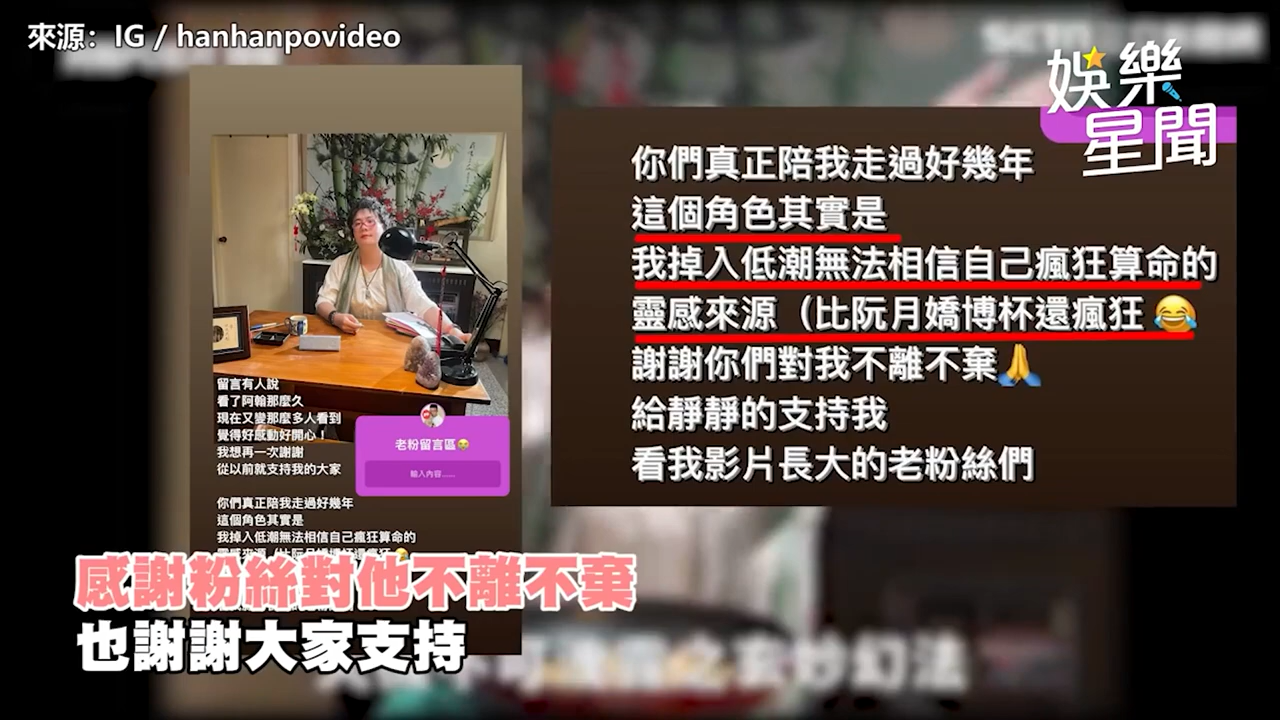 來源：IG / hanhanpovideo
娛樂
星聞
你們真正陪我走過好幾年
這個角色其實是
我掉入低潮無法相信自己瘋狂算命的
靈感來源（比阮月嬌博杯還瘋狂 😂
謝謝你們對我不離不棄🙏
給靜靜的支持我
看我影片長大的老粉絲們
留言有人說
看了阿翰那麼久
現在又變那麼多人看到
覺得好感動好開心！
我想再一次謝謝
從以前就支持我的大家
老粉留言區😭
輸入內容......
你們真正陪我走過好幾年
這個角色其實是
我掉入低潮無法相信自己瘋狂算命的
感謝粉絲對他不離不棄
也謝謝大家支持